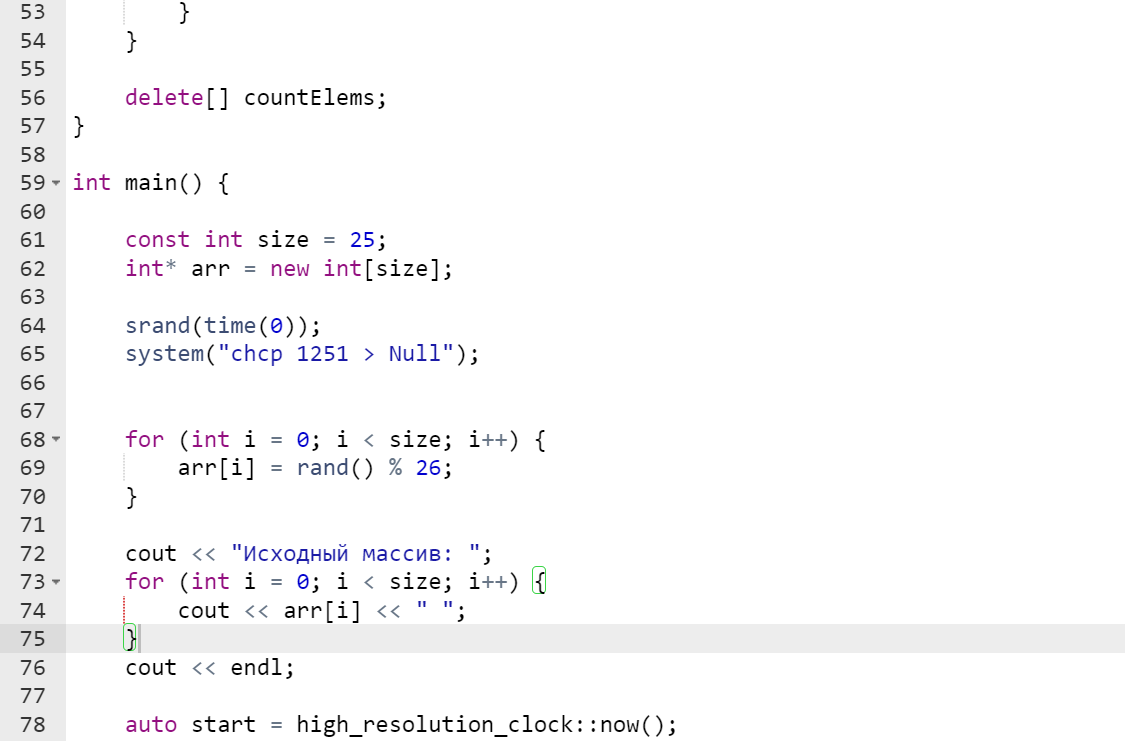 53         }
54     }
55
56     delete[] countElems;
57 }
58
59 int main() {
60
61     const int size = 25;
62     int* arr = new int[size];
63
64     srand(time(0));
65     system("chcp 1251 > Null");
66
67
68     for (int i = 0; i < size; i++) {
69         arr[i] = rand() % 26;
70     }
71
72     cout << "Исходный массив: ";
73     for (int i = 0; i < size; i++) {
74         cout << arr[i] << " ";
75     }
76     cout << endl;
77
78     auto start = high_resolution_clock::now();